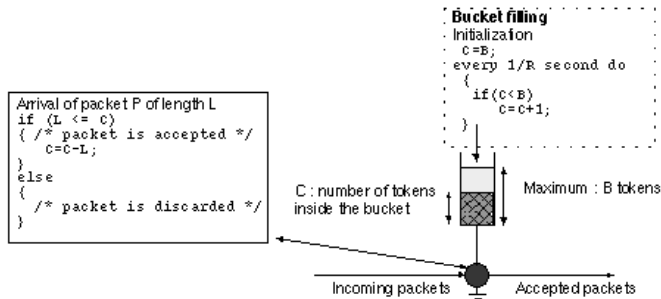 Bucket filling
Initialization
C=B;
every 1/R second do
{
if(C<B)
C=C+1;
}
Arrival of packet P of length L
if (L <= C)
{ /* packet is accepted */
C=C-L;
}
else
{
/* packet is discarded */
}
C : number of tokens
inside the bucket
Maximum : B tokens
Incoming packets
Accepted packets